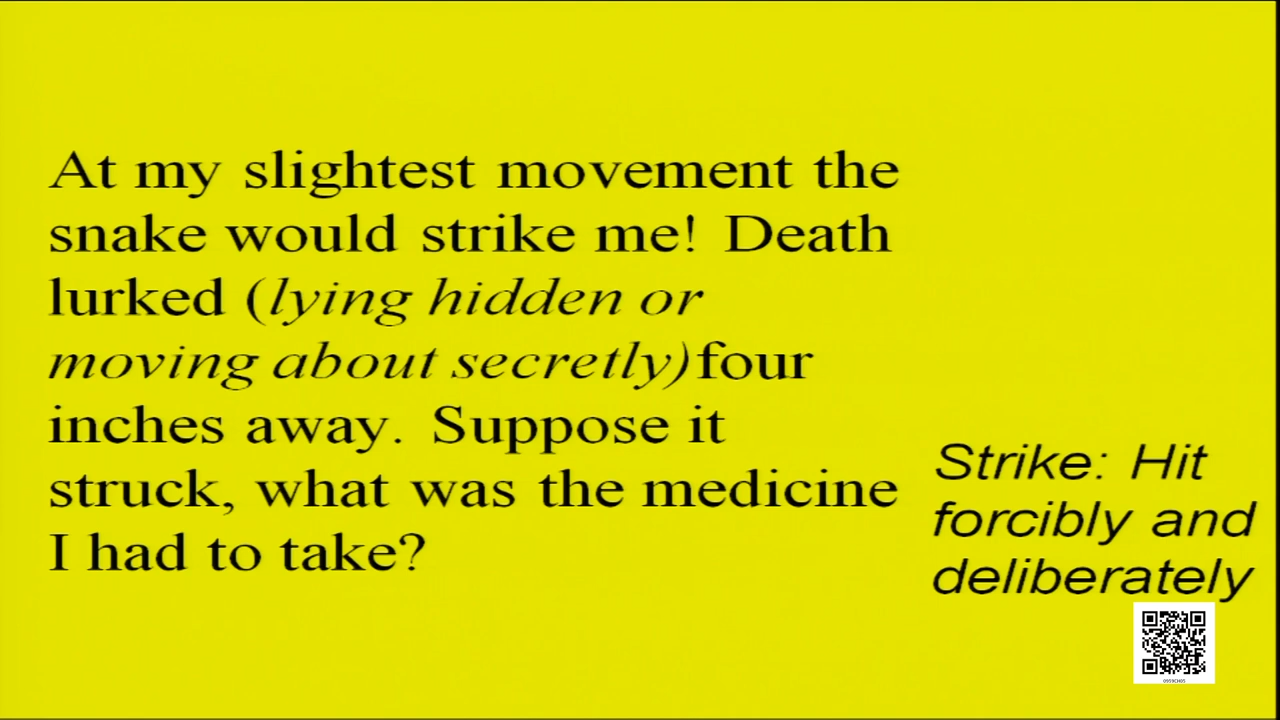 At my slightest movement the
snake would strike me! Death
lurked (lying hidden or
moving about secretly)four
inches away. Suppose it
struck, what was the medicine
I had to take?
Strike: Hit
forcibly and
deliberately